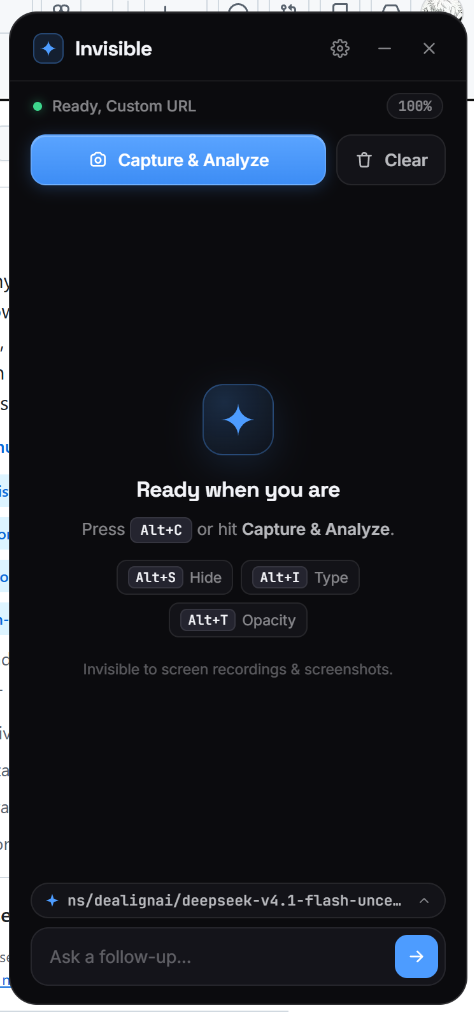 Invisible
Ready, Custom URL
100%
Capture & Analyze
Clear
Ready when you are
Press Alt+C or hit Capture & Analyze.
Alt+S Hide
Alt+I Type
Alt+T Opacity
Invisible to screen recordings & screenshots.
ns/dealignai/deepseek-v4.1-flash-unce…
Ask a follow-up...